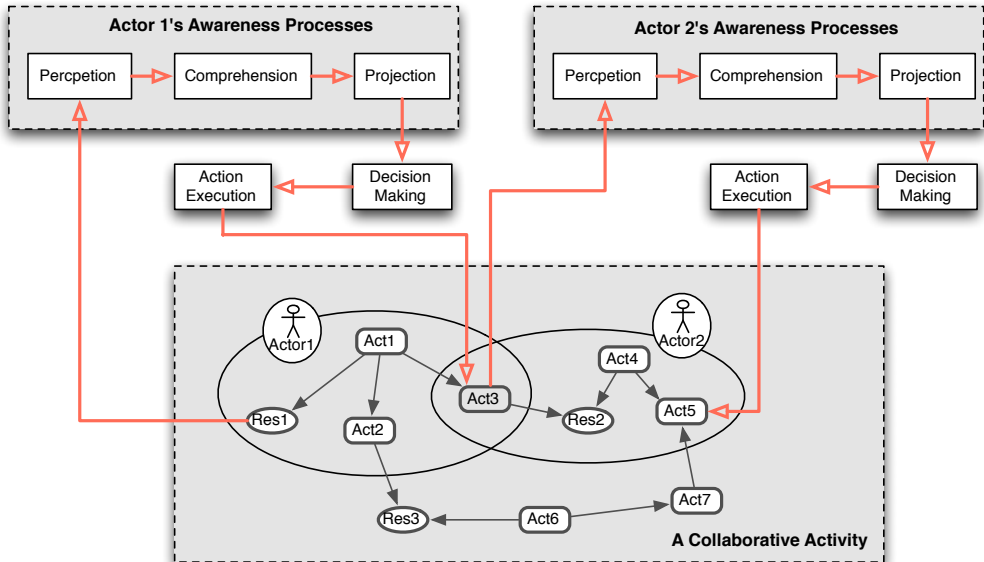 Actor 1's Awareness Processes
Percpetion
Comprehension
Projection
Action
Execution
Decision
Making
Actor 2's Awareness Processes
Percpetion
Comprehension
Projection
Action
Execution
Decision
Making
Actor1
Actor2
Act1
Act4
Act3
Res1
Act2
Res2
Act5
Act7
Res3
Act6
A Collaborative Activity